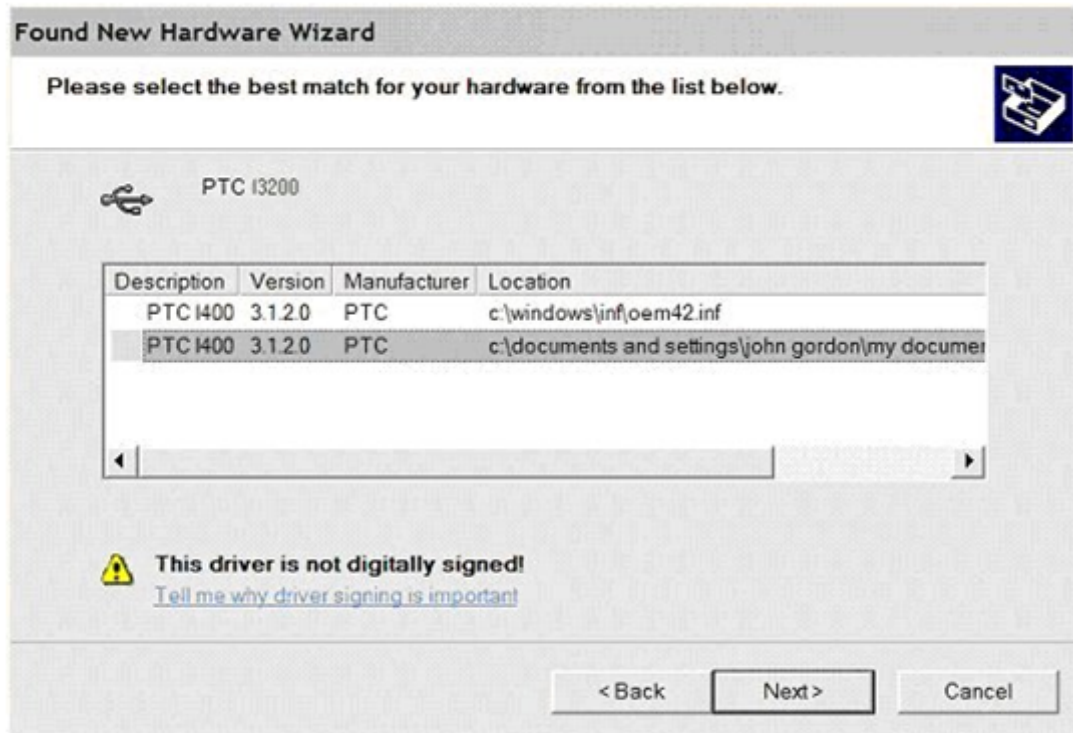 Found New Hardware Wizard
Please select the best match for your hardware from the list below.
PTC I3200
Description Version Manufacturer Location
PTC I400 3.1.2.0 PTC c:\windows\inf\oem42.inf
PTC I400 3.1.2.0 PTC c:\documents and settings\john gordon\my documen
This driver is not digitally signed!
Tell me why driver signing is important
< Back Next > Cancel